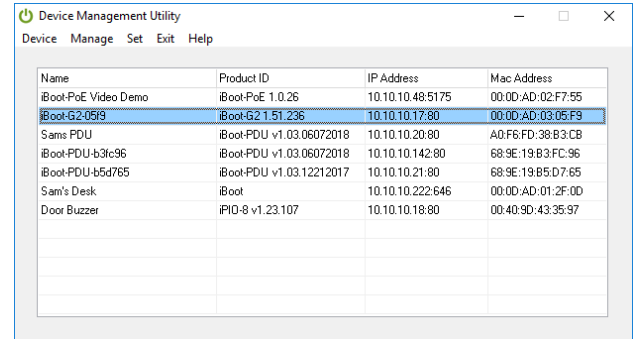 Device Management Utility
Device Manage Set Exit Help
Name Product ID IP Address Mac Address
iBoot-PoE Video Demo iBoot-PoE 1.0.26 10.10.10.48:5175 00:0D:AD:02:F7:55
iBoot-G2-05f9 iBoot-G2 1.51.236 10.10.10.17:80 00:0D:AD:03:05:F9
Sams PDU iBoot-PDU v1.03.06072018 10.10.10.20:80 A0:F6:FD:38:B3:CB
iBoot-PDU-b3fc96 iBoot-PDU v1.03.06072018 10.10.10.142:80 68:9E:19:B3:FC:96
iBoot-PDU-b5d765 iBoot-PDU v1.03.12212017 10.10.10.21:80 68:9E:19:B5:D7:65
Sam's Desk iBoot 10.10.10.222:646 00:0D:AD:01:2F:0D
Door Buzzer iPIO-8 v1.23.107 10.10.10.18:80 00:40:9D:43:35:97